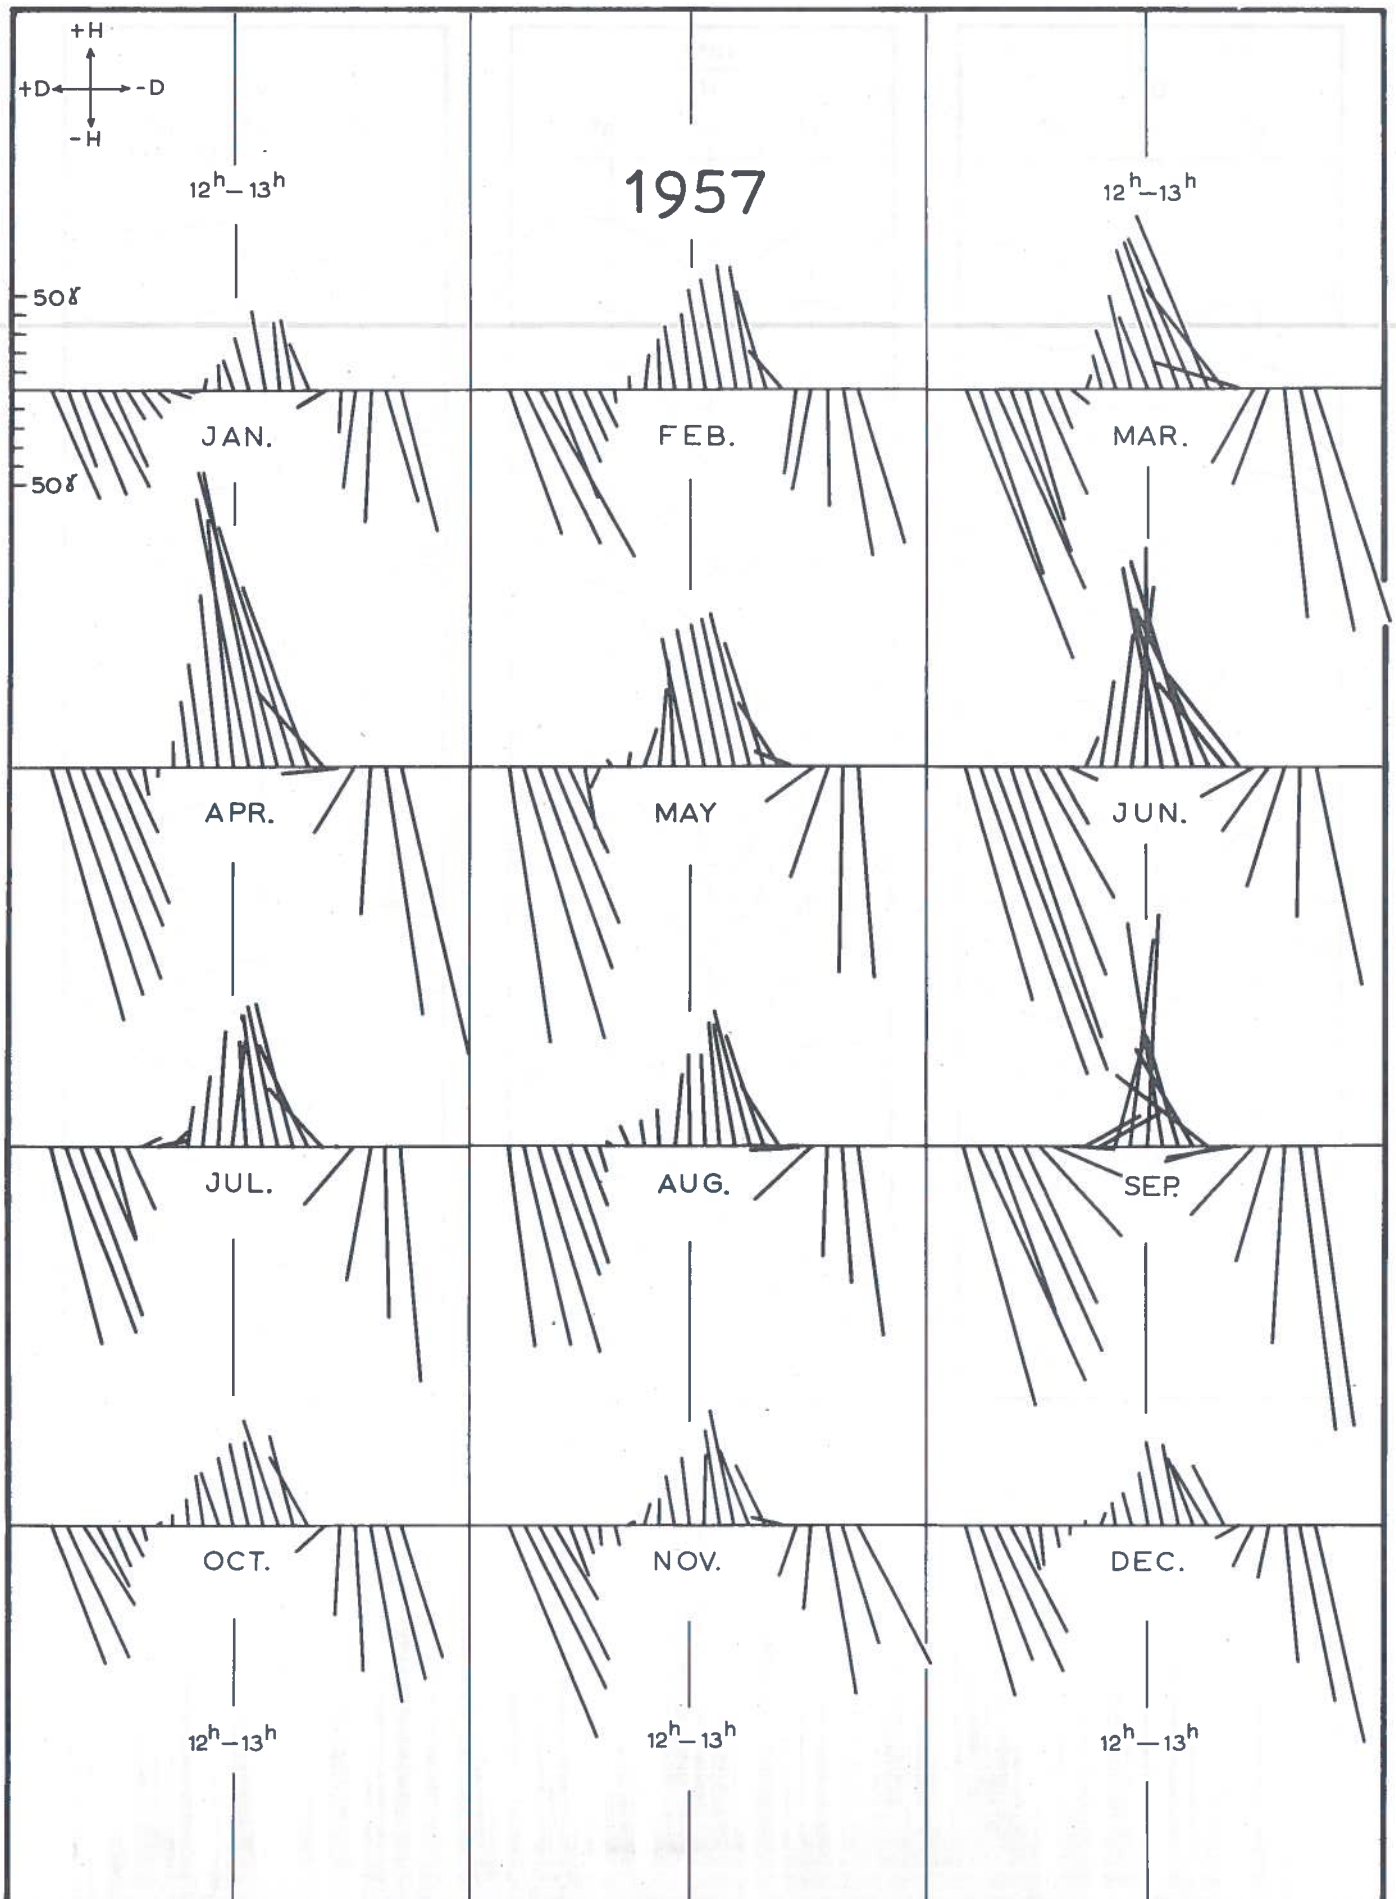 +H
+D -D
-H
12h–13h 1957 12h–13h
50γ
JAN. FEB. MAR.
50γ
APR. MAY JUN.
JUL. AUG. SEP.
OCT. NOV. DEC.
12h–13h 12h–13h 12h–13h